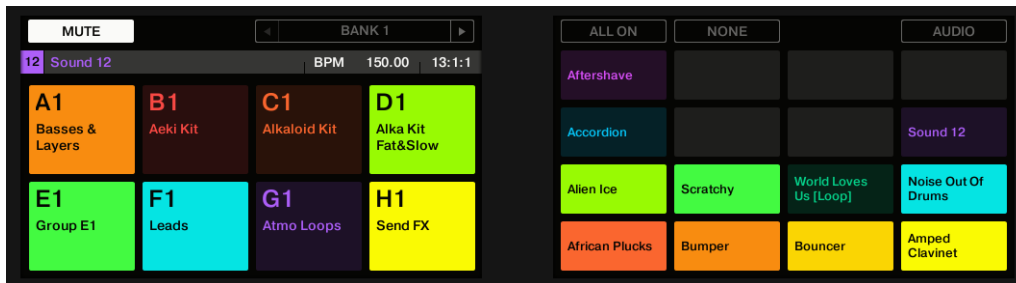 MUTE
◀ BANK 1 ▶
12 Sound 12 BPM 150.00 13:1:1
A1
Basses &
Layers
B1
Aeki Kit
C1
Alkaloid Kit
D1
Alka Kit
Fat&Slow
E1
Group E1
F1
Leads
G1
Atmo Loops
H1
Send FX
ALL ON NONE AUDIO
Aftershave
Accordion
Sound 12
Alien Ice
Scratchy
World Loves
Us [Loop]
Noise Out Of
Drums
African Plucks
Bumper
Bouncer
Amped
Clavinet